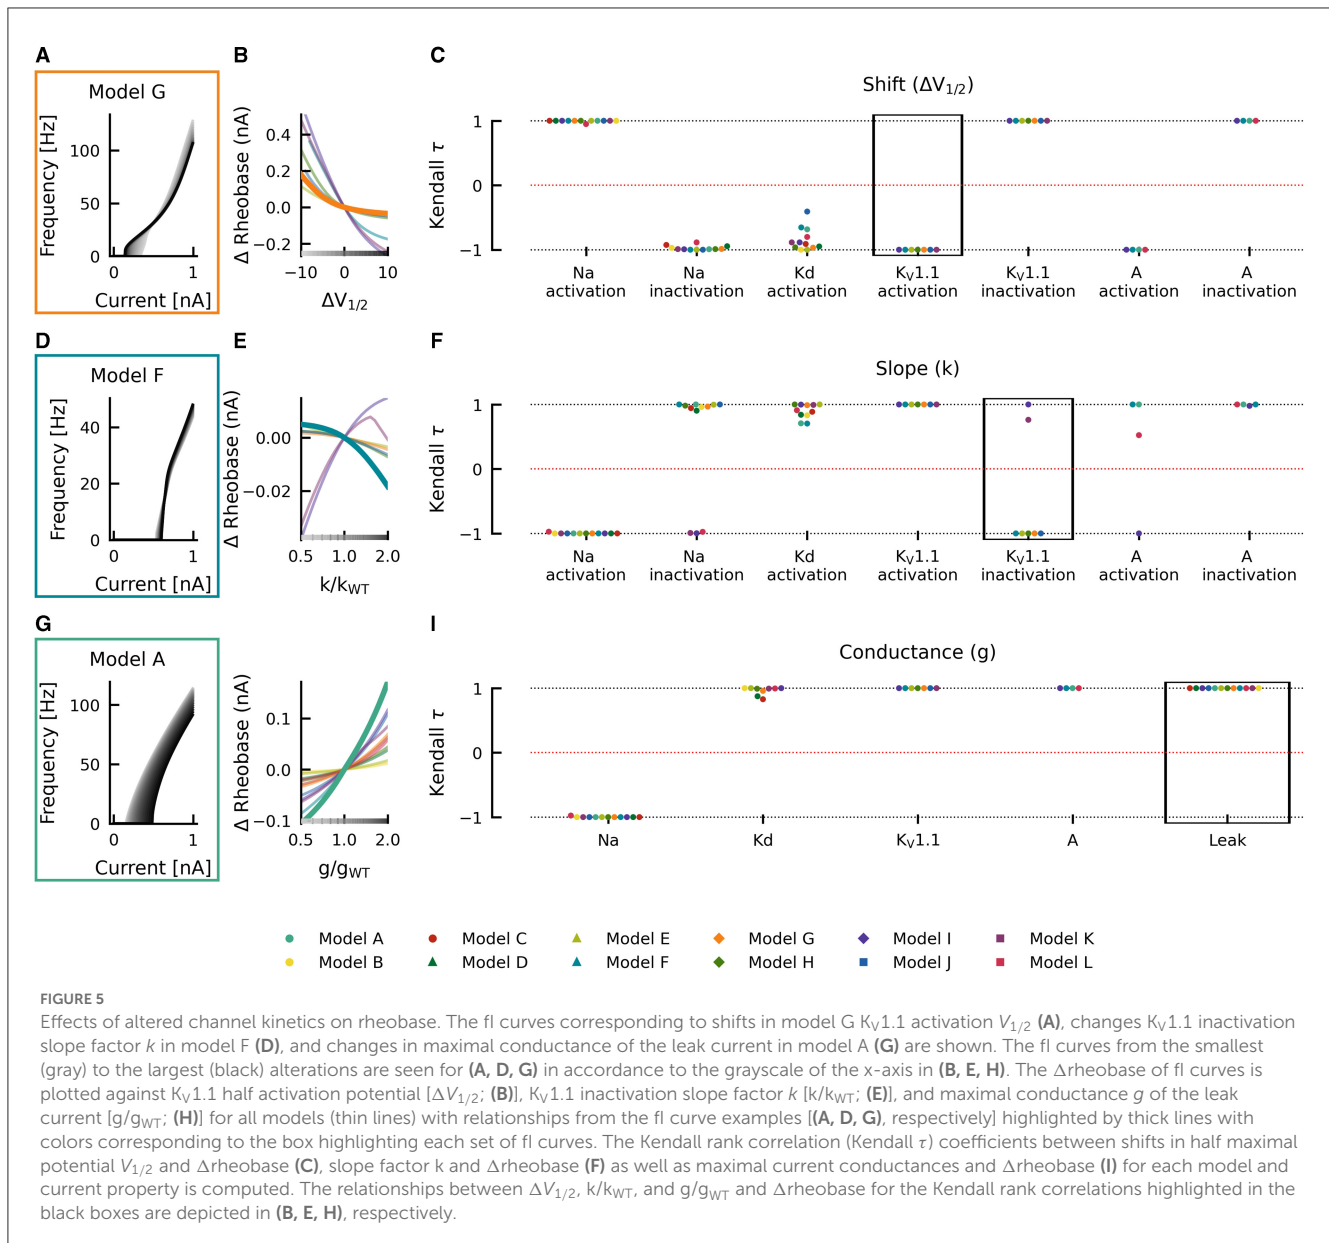 A
B
C
Model G
Frequency [Hz]
100
50
0
0
1
Current [nA]
Δ Rheobase (nA)
0.4
0.2
0.0
−0.2
−10
0
10
ΔV1/2
Shift (ΔV1/2)
Kendall τ
1
0
−1
Na activation
Na inactivation
Kd activation
KV1.1 activation
KV1.1 inactivation
A activation
A inactivation
D
E
F
Model F
Frequency [Hz]
40
20
0
0
1
Current [nA]
Δ Rheobase (nA)
0.00
−0.02
0.5
1.0
2.0
k/kWT
Slope (k)
Kendall τ
1
0
−1
Na activation
Na inactivation
Kd activation
KV1.1 activation
KV1.1 inactivation
A activation
A inactivation
G
I
Model A
Frequency [Hz]
100
50
0
0
1
Current [nA]
Δ Rheobase (nA)
0.1
0.0
−0.1
0.5
1.0
2.0
g/gWT
Conductance (g)
Kendall τ
1
0
−1
Na
Kd
KV1.1
A
Leak
Model A
Model C
Model E
Model G
Model I
Model K
Model B
Model D
Model F
Model H
Model J
Model L
FIGURE 5
Effects of altered channel kinetics on rheobase. The fI curves corresponding to shifts in model G KV1.1 activation V1/2 (A), changes KV1.1 inactivation
slope factor k in model F (D), and changes in maximal conductance of the leak current in model A (G) are shown. The fI curves from the smallest
(gray) to the largest (black) alterations are seen for (A, D, G) in accordance to the grayscale of the x-axis in (B, E, H). The Δrheobase of fI curves is
plotted against KV1.1 half activation potential [ΔV1/2; (B)], KV1.1 inactivation slope factor k [k/kWT; (E)], and maximal conductance g of the leak
current [g/gWT; (H)] for all models (thin lines) with relationships from the fI curve examples [(A, D, G), respectively] highlighted by thick lines with
colors corresponding to the box highlighting each set of fI curves. The Kendall rank correlation (Kendall τ) coefficients between shifts in half maximal
potential V1/2 and Δrheobase (C), slope factor k and Δrheobase (F) as well as maximal current conductances and Δrheobase (I) for each model and
current property is computed. The relationships between ΔV1/2, k/kWT, and g/gWT and Δrheobase for the Kendall rank correlations highlighted in the
black boxes are depicted in (B, E, H), respectively.